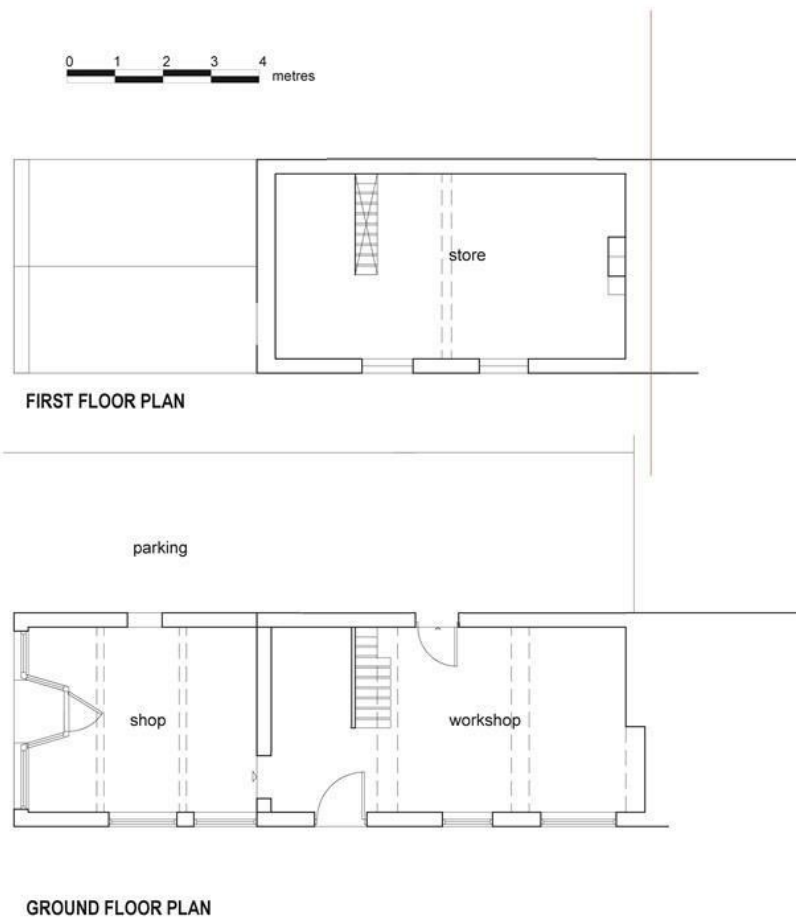 0 1 2 3 4
metres
store
FIRST FLOOR PLAN
parking
shop
workshop
GROUND FLOOR PLAN